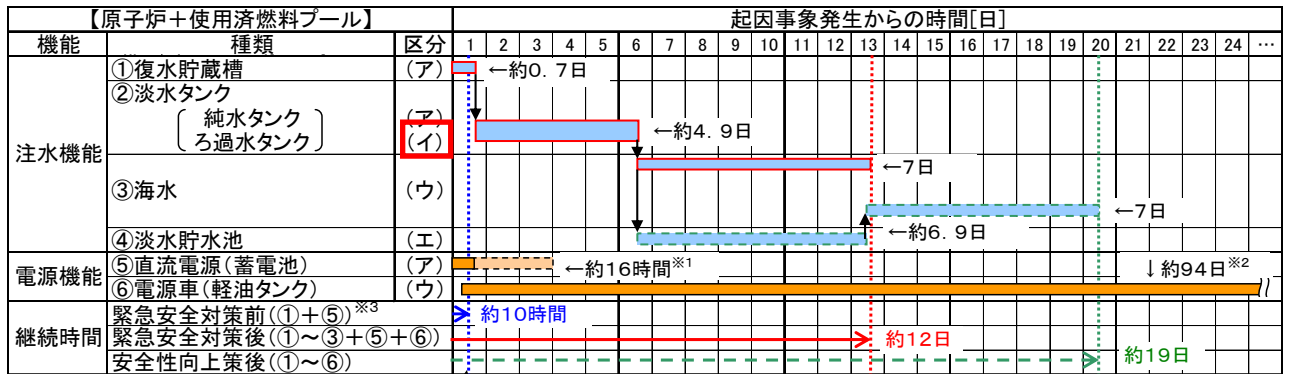 【原子炉+使用済燃料プール】 起因事象発生からの時間[日]
機能 種類 区分 1 2 3 4 5 6 7 8 9 10 11 12 13 14 15 16 17 18 19 20 21 22 23 24 …
注水機能
①復水貯蔵槽 (ア) ←約0.7日
②淡水タンク
純水タンク (ア)
ろ過水タンク (イ) ←約4.9日
③海水 (ウ) ←7日
←7日
④淡水貯水池 (エ) ←約6.9日
電源機能
⑤直流電源(蓄電池) (ア) ←約16時間※1 ↓約94日※2
⑥電源車(軽油タンク) (ウ)
継続時間
緊急安全対策前(①+⑤)※3 約10時間
緊急安全対策後(①~③+⑤+⑥) 約12日
安全性向上策後(①~⑥) 約19日